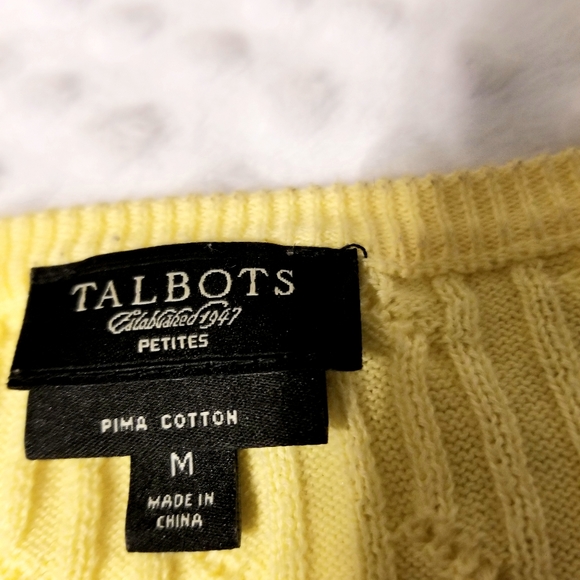 TALBOTS
Established 1947
PETITES
PIMA COTTON
M
MADE IN
CHINA